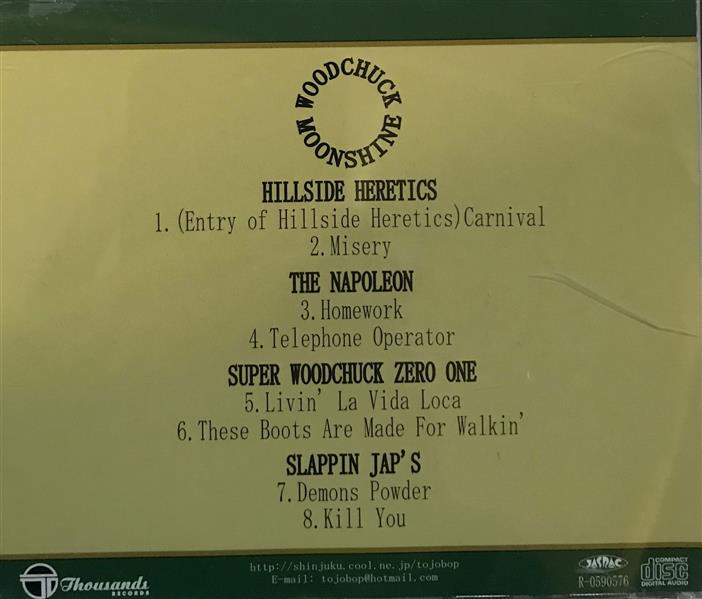 WOODCHUCK
MOONSHINE
HILLSIDE HERETICS
1.(Entry of Hillside Heretics)Carnival
2.Misery
THE NAPOLEON
3.Homework
4.Telephone Operator
SUPER WOODCHUCK ZERO ONE
5.Livin' La Vida Loca
6.These Boots Are Made For Walkin'
SLAPPIN JAP'S
7.Demons Powder
8.Kill You
http://shinjuku.cool.ne.jp/tojobop
E-mail: tojobop@hotmail.com
Thousands
RECORDS
JASRAC
R-0590576
COMPACT
disc
DIGITAL AUDIO